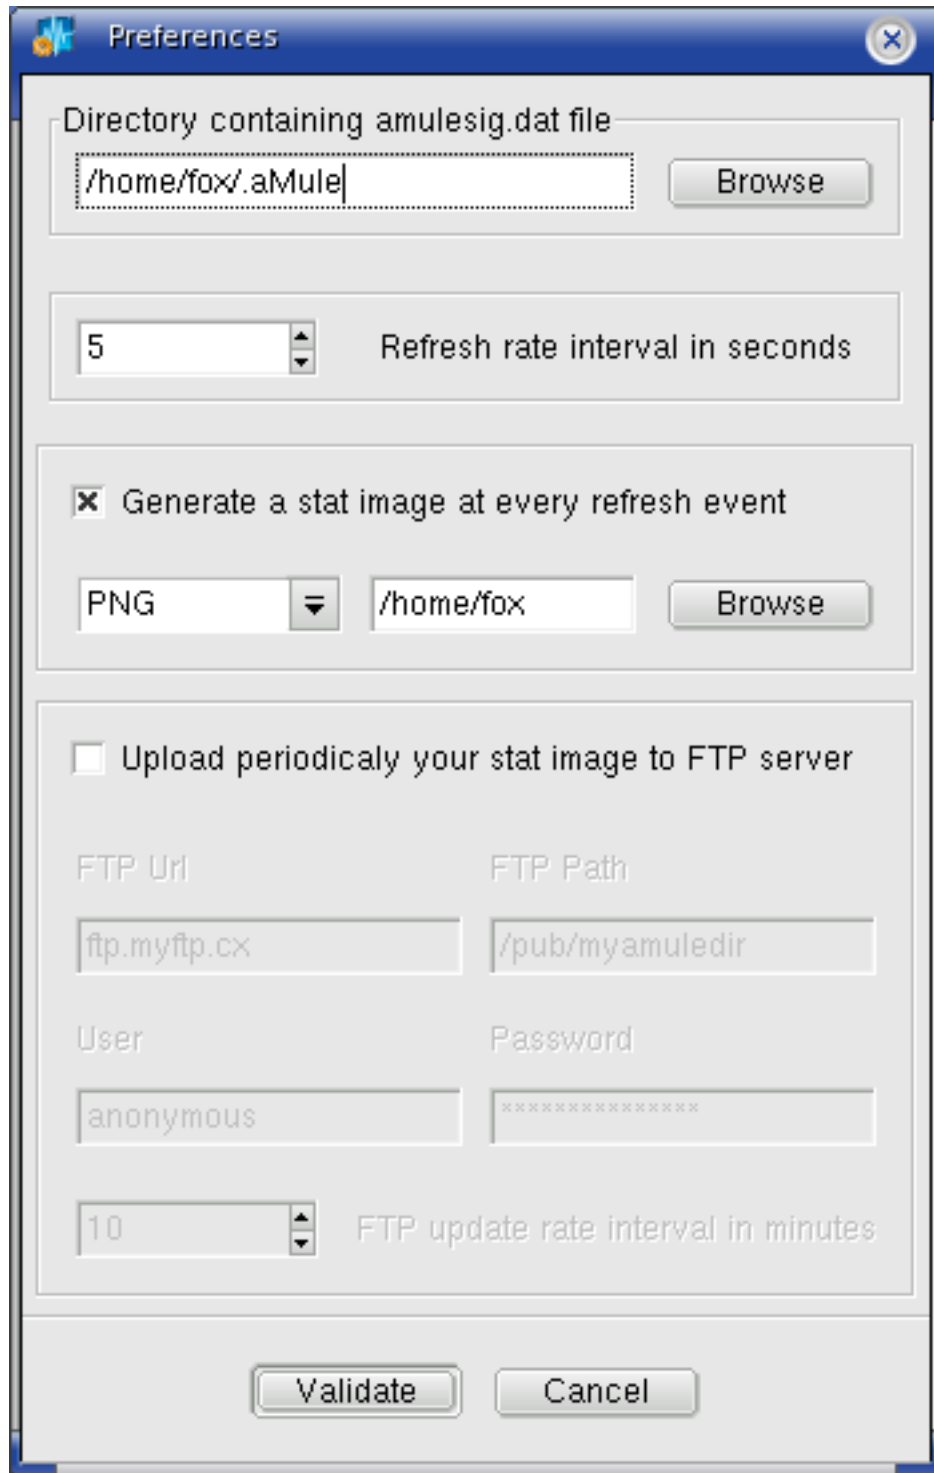 Preferences
Directory containing amulesig.dat file
/home/fox/.aMule Browse
5 Refresh rate interval in seconds
Generate a stat image at every refresh event
PNG /home/fox Browse
Upload periodicaly your stat image to FTP server
FTP Url FTP Path
ftp.myftp.cx /pub/myamuledir
User Password
anonymous ***************
10 FTP update rate interval in minutes
Validate Cancel